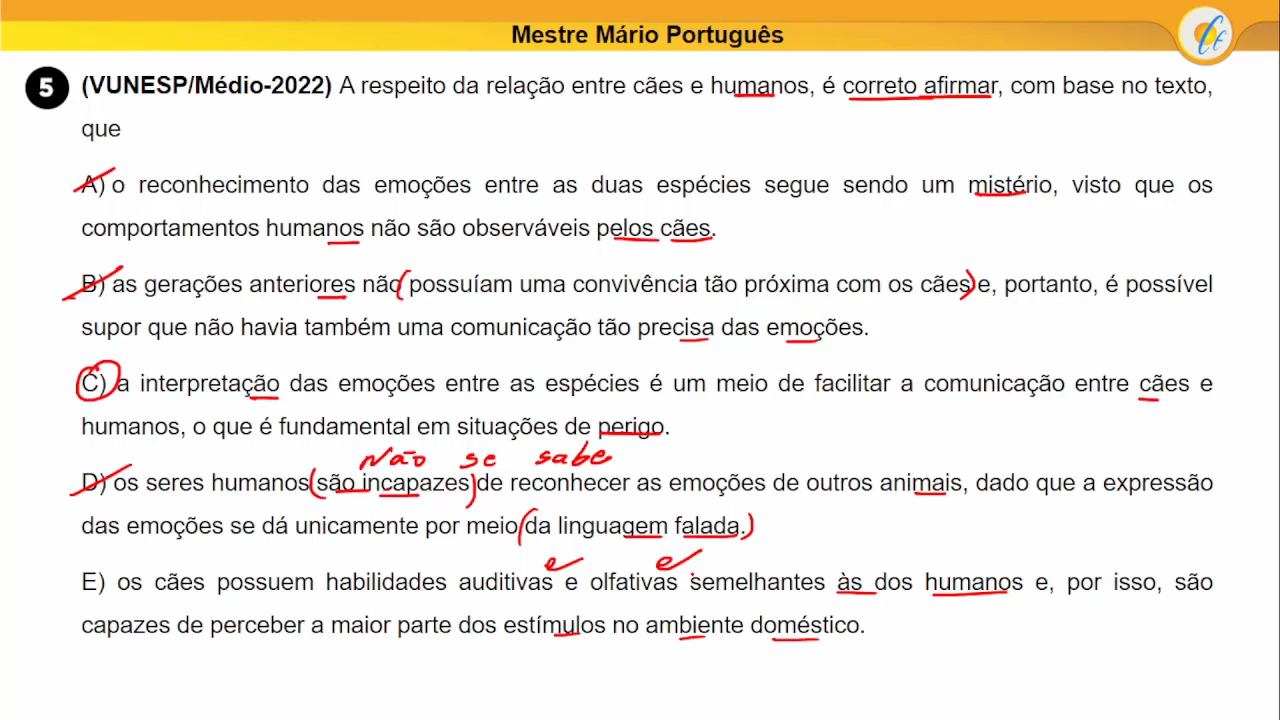 Mestre Mário Português
5 (VUNESP/Médio-2022) A respeito da relação entre cães e humanos, é correto afirmar, com base no texto,
que
A) o reconhecimento das emoções entre as duas espécies segue sendo um mistério, visto que os
comportamentos humanos não são observáveis pelos cães.
B) as gerações anteriores não possuíam uma convivência tão próxima com os cães e, portanto, é possível
supor que não havia também uma comunicação tão precisa das emoções.
C) a interpretação das emoções entre as espécies é um meio de facilitar a comunicação entre cães e
humanos, o que é fundamental em situações de perigo.
Não se sabe
D) os seres humanos são incapazes de reconhecer as emoções de outros animais, dado que a expressão
das emoções se dá unicamente por meio da linguagem falada.
E) os cães possuem habilidades auditivas e olfativas semelhantes às dos humanos e, por isso, são
capazes de perceber a maior parte dos estímulos no ambiente doméstico.